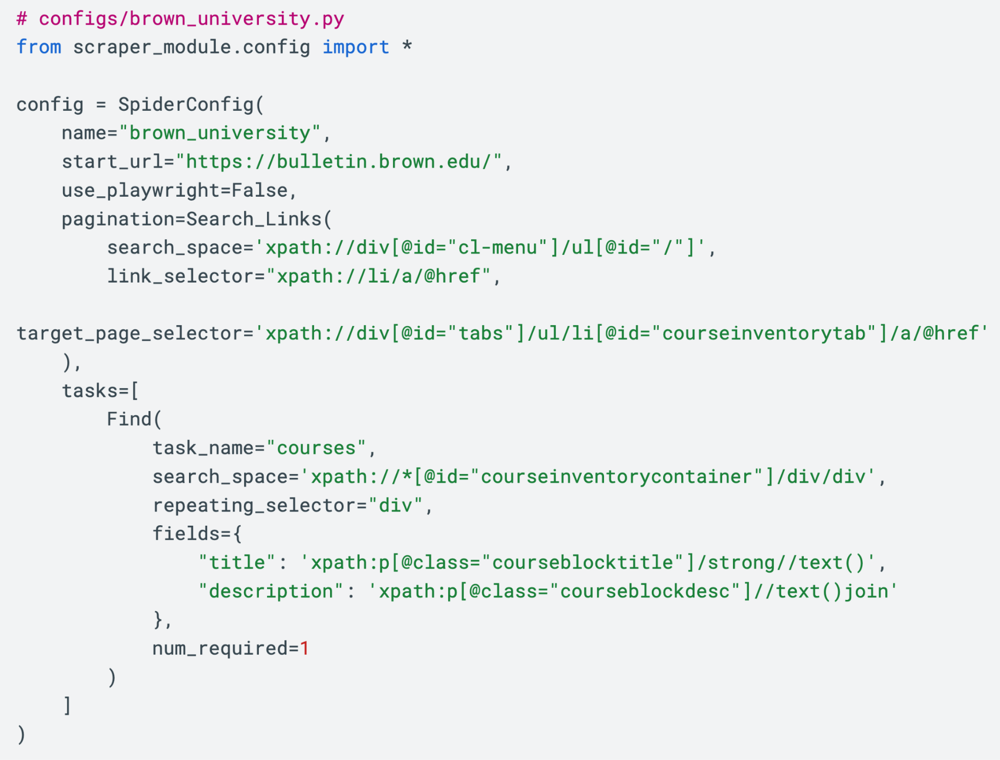 # configs/brown_university.py
from scraper_module.config import *

config = SpiderConfig(
    name="brown_university",
    start_url="https://bulletin.brown.edu/",
    use_playwright=False,
    pagination=Search_Links(
        search_space='xpath://div[@id="cl-menu"]/ul[@id="/"]',
        link_selector="xpath://li/a/@href",

target_page_selector='xpath://div[@id="tabs"]/ul/li[@id="courseinventorytab"]/a/@href'
    ),
    tasks=[
        Find(
            task_name="courses",
            search_space='xpath://*[@id="courseinventorycontainer"]/div/div',
            repeating_selector="div",
            fields={
                "title": 'xpath:p[@class="courseblocktitle"]/strong//text()',
                "description": 'xpath:p[@class="courseblockdesc"]//text()join'
            },
            num_required=1
        )
    ]
)